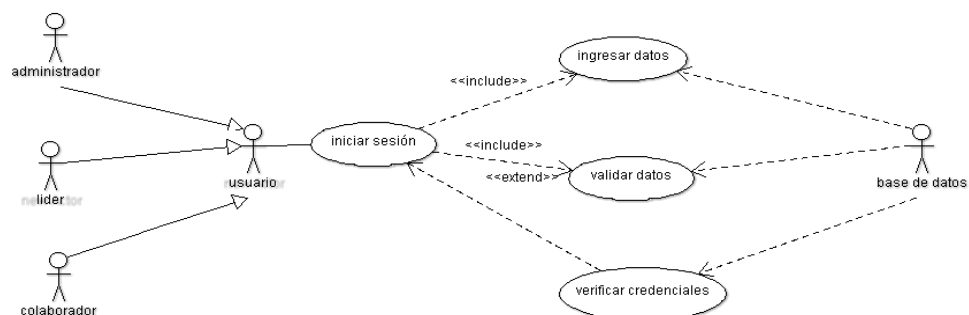 ingresar datos
administrador
<<include>>
iniciar sesión
<<include>>
lider
usuario
<<extend>>
validar datos
base de datos
verificar credenciales
colaborador